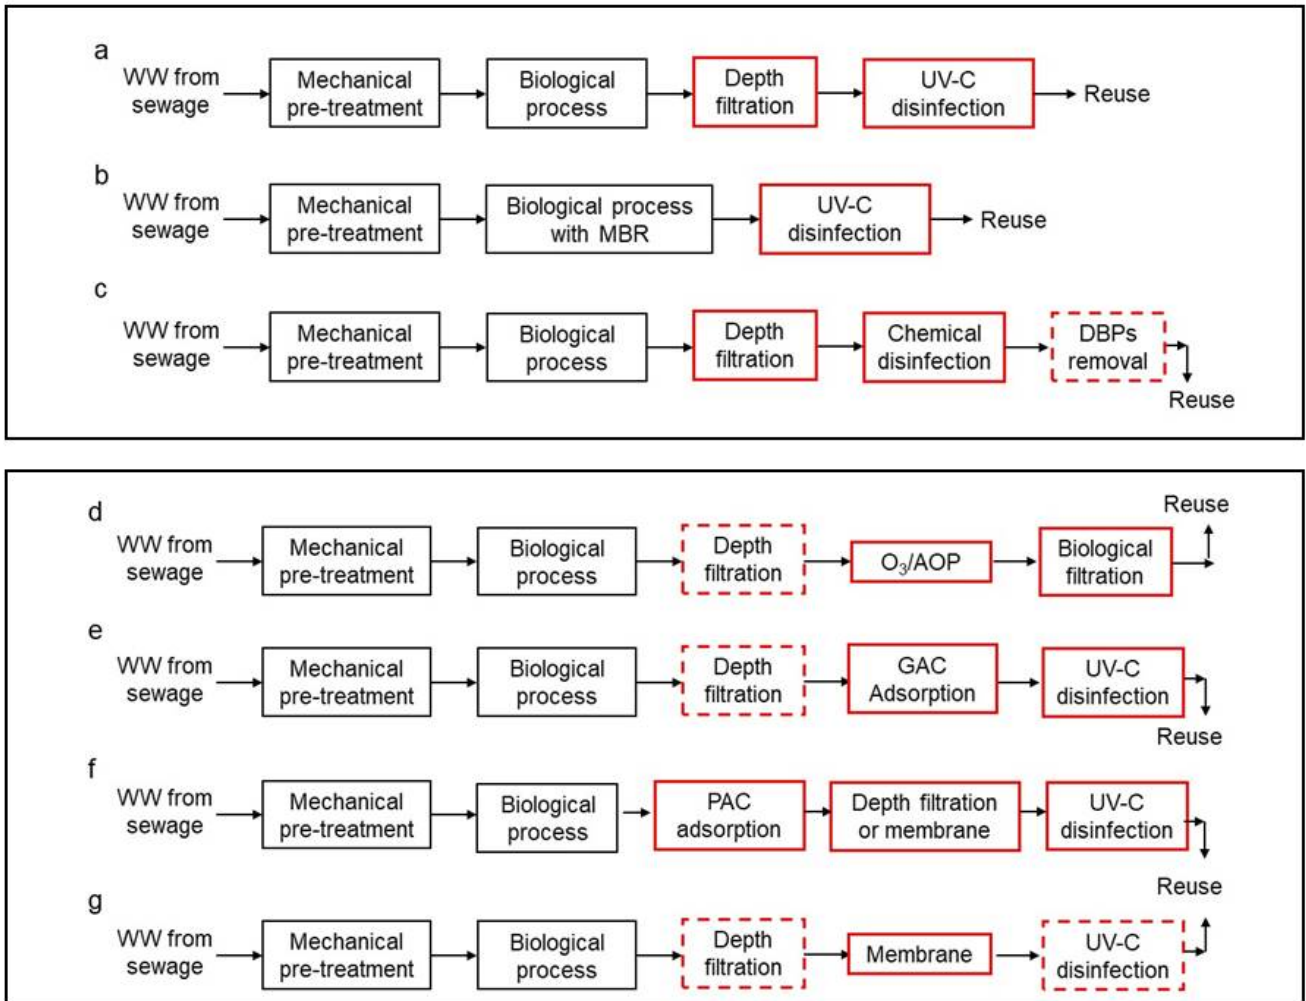 a
WW from
sewage
Mechanical
pre-treatment
Biological
process
Depth
filtration
UV-C
disinfection
Reuse
b
WW from
sewage
Mechanical
pre-treatment
Biological process
with MBR
UV-C
disinfection
Reuse
c
WW from
sewage
Mechanical
pre-treatment
Biological
process
Depth
filtration
Chemical
disinfection
DBPs
removal
Reuse
d
WW from
sewage
Mechanical
pre-treatment
Biological
process
Depth
filtration
O₃/AOP
Biological
filtration
Reuse
e
WW from
sewage
Mechanical
pre-treatment
Biological
process
Depth
filtration
GAC
Adsorption
UV-C
disinfection
Reuse
f
WW from
sewage
Mechanical
pre-treatment
Biological
process
PAC
adsorption
Depth filtration
or membrane
UV-C
disinfection
Reuse
g
WW from
sewage
Mechanical
pre-treatment
Biological
process
Depth
filtration
Membrane
UV-C
disinfection